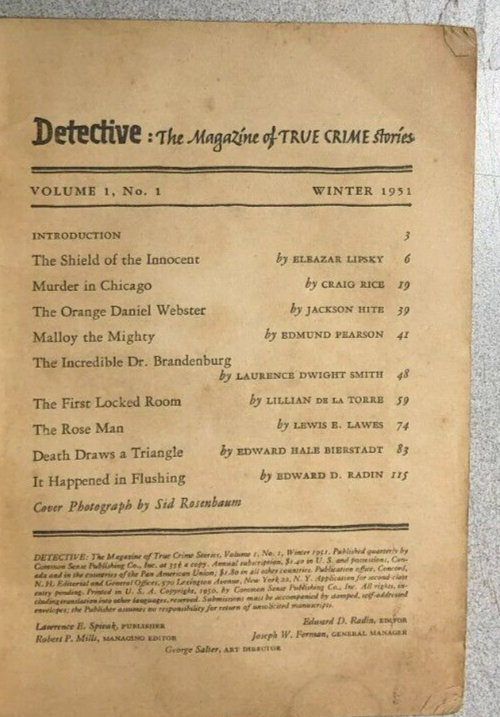 Detective: The Magazine of TRUE CRIME Stories
VOLUME 1, No. 1 WINTER 1951
INTRODUCTION 3
The Shield of the Innocent by ELEAZAR LIPSKY 6
Murder in Chicago by CRAIG RICE 19
The Orange Daniel Webster by JACKSON HITE 39
Malloy the Mighty by EDMUND PEARSON 41
The Incredible Dr. Brandenburg
by LAURENCE DWIGHT SMITH 48
The First Locked Room by LILLIAN DE LA TORRE 59
The Rose Man by LEWIS E. LAWES 74
Death Draws a Triangle by EDWARD HALE BIERSTADT 83
It Happened in Flushing by EDWARD D. RADIN 115
Cover Photograph by Sid Rosenbaum
DETECTIVE: The Magazine of True Crime Stories, Volume 1, No. 1, Winter 1951. Published quarterly by
Common Sense Publishing Co., Inc. at 35¢ a copy. Annual subscription, $1.40 in U. S. and possessions, Can-
ada and in the countries of the Pan American Union; $1.80 in all other countries. Publication office, Concord,
N. H. Editorial and General Offices, 570 Lexington Avenue, New York 22, N. Y. Application for second class
entry pending. Printed in U. S. A. Copyright, 1950, by Common Sense Publishing Co., Inc. All rights, in-
cluding translation into other languages, reserved. Submissions must be accompanied by stamped, self-addressed
envelopes; the Publisher assumes no responsibility for return of unsolicited manuscripts.
Lawrence E. Spivak, PUBLISHER Edward D. Radin, EDITOR
Robert P. Mills, MANAGING EDITOR Joseph W. Ferman, GENERAL MANAGER
George Salter, ART DIRECTOR